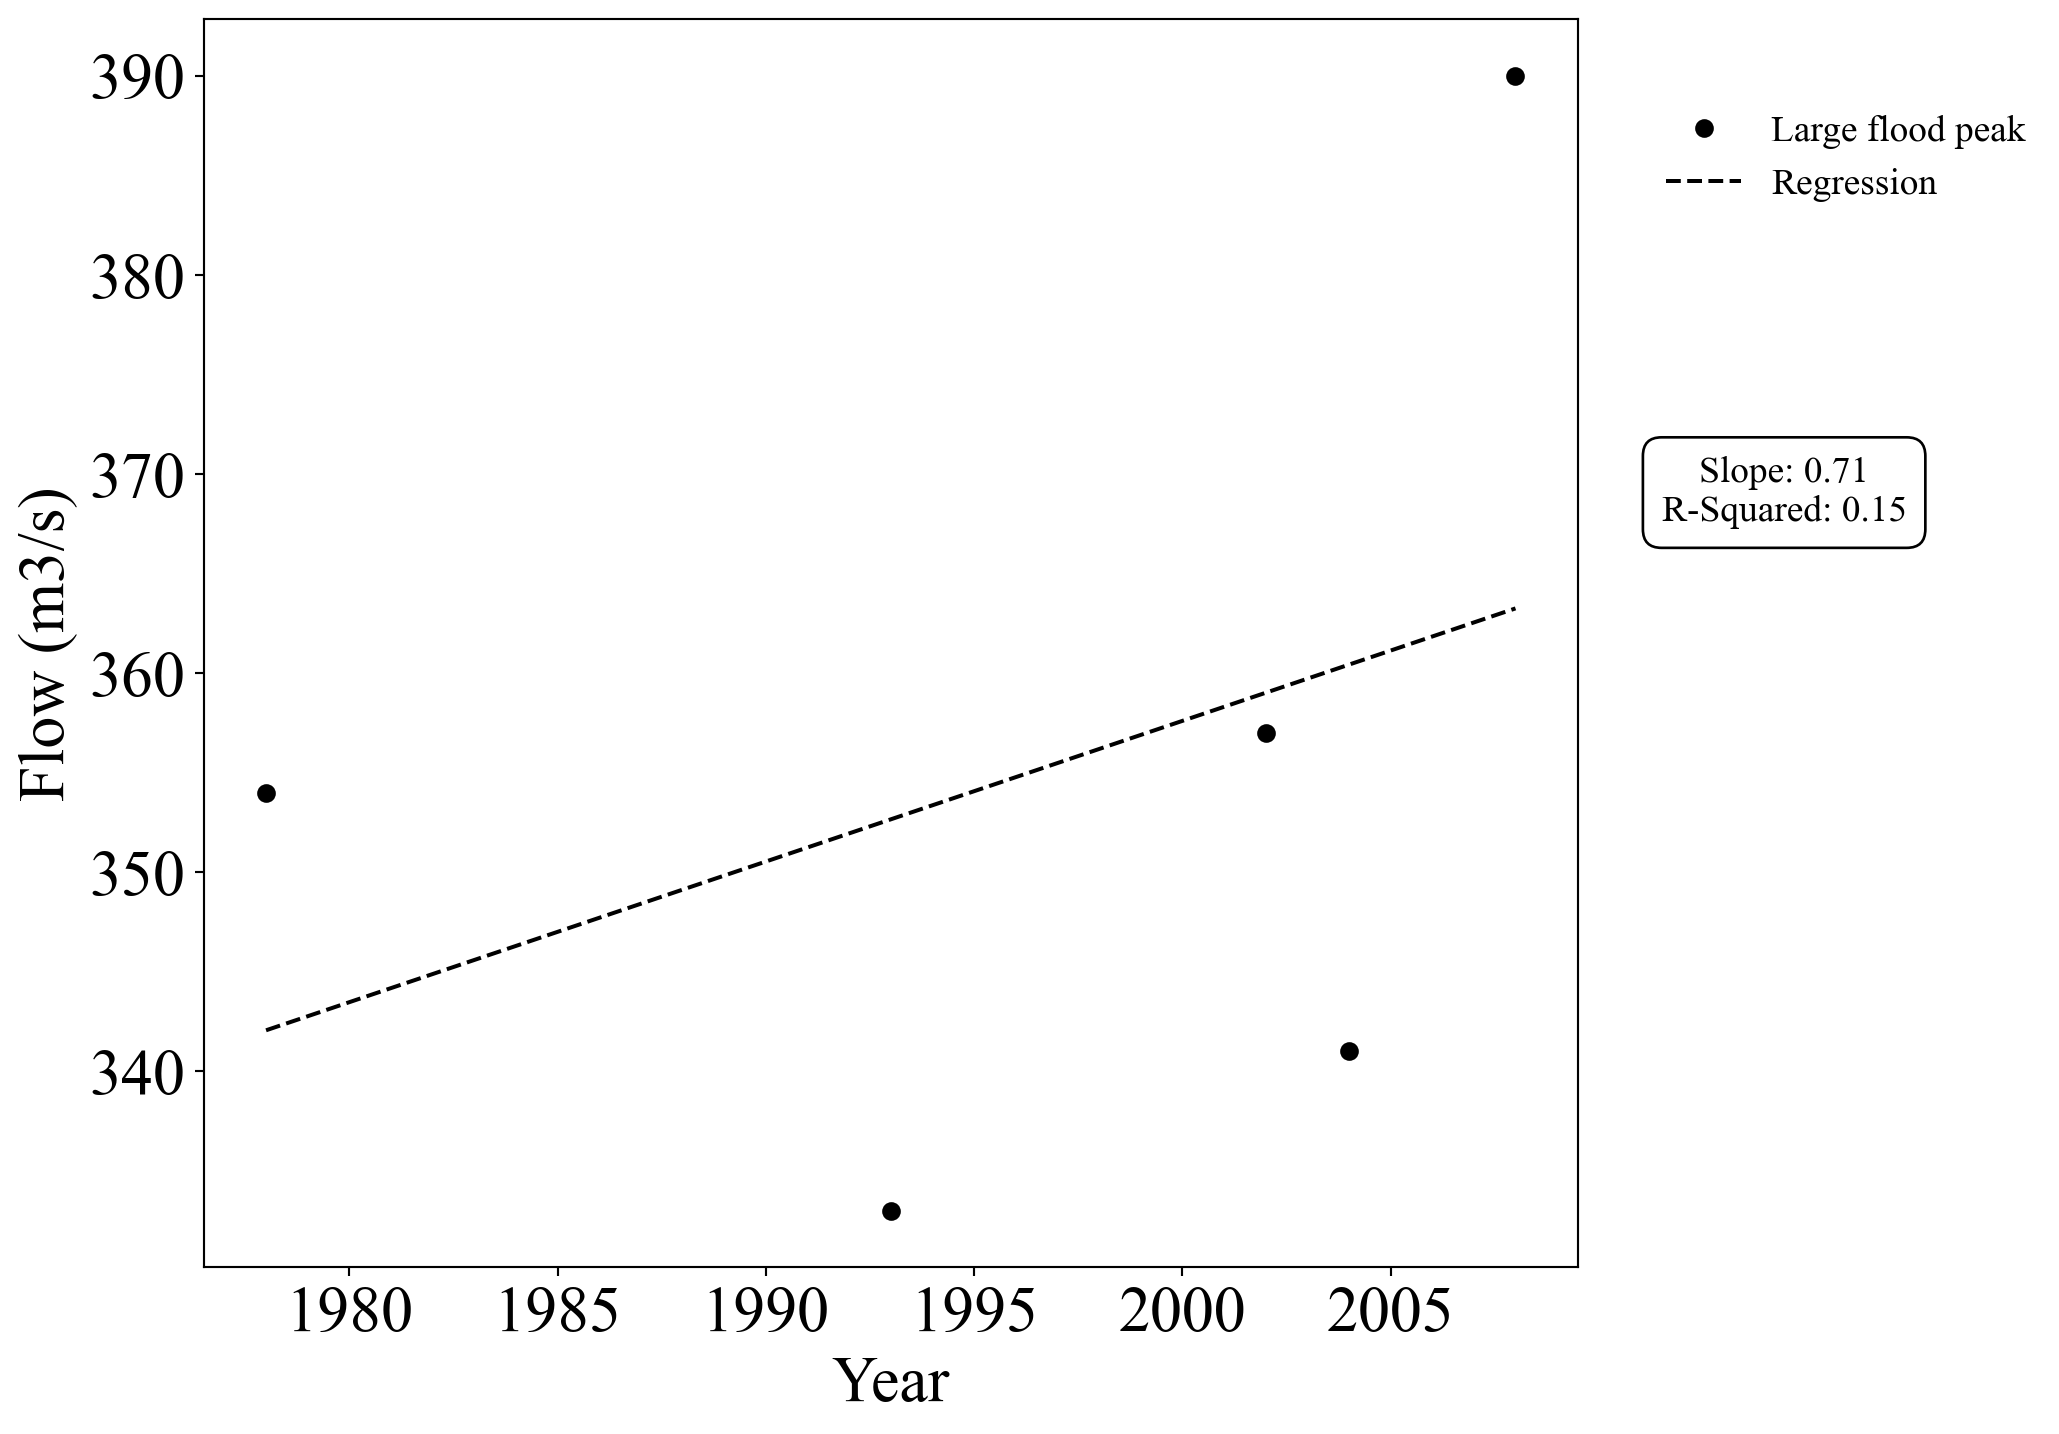 390
380
370
360
350
340
Flow (m3/s)
1980 1985 1990 1995 2000 2005
Year
Large flood peak
Regression
Slope: 0.71
R-Squared: 0.15